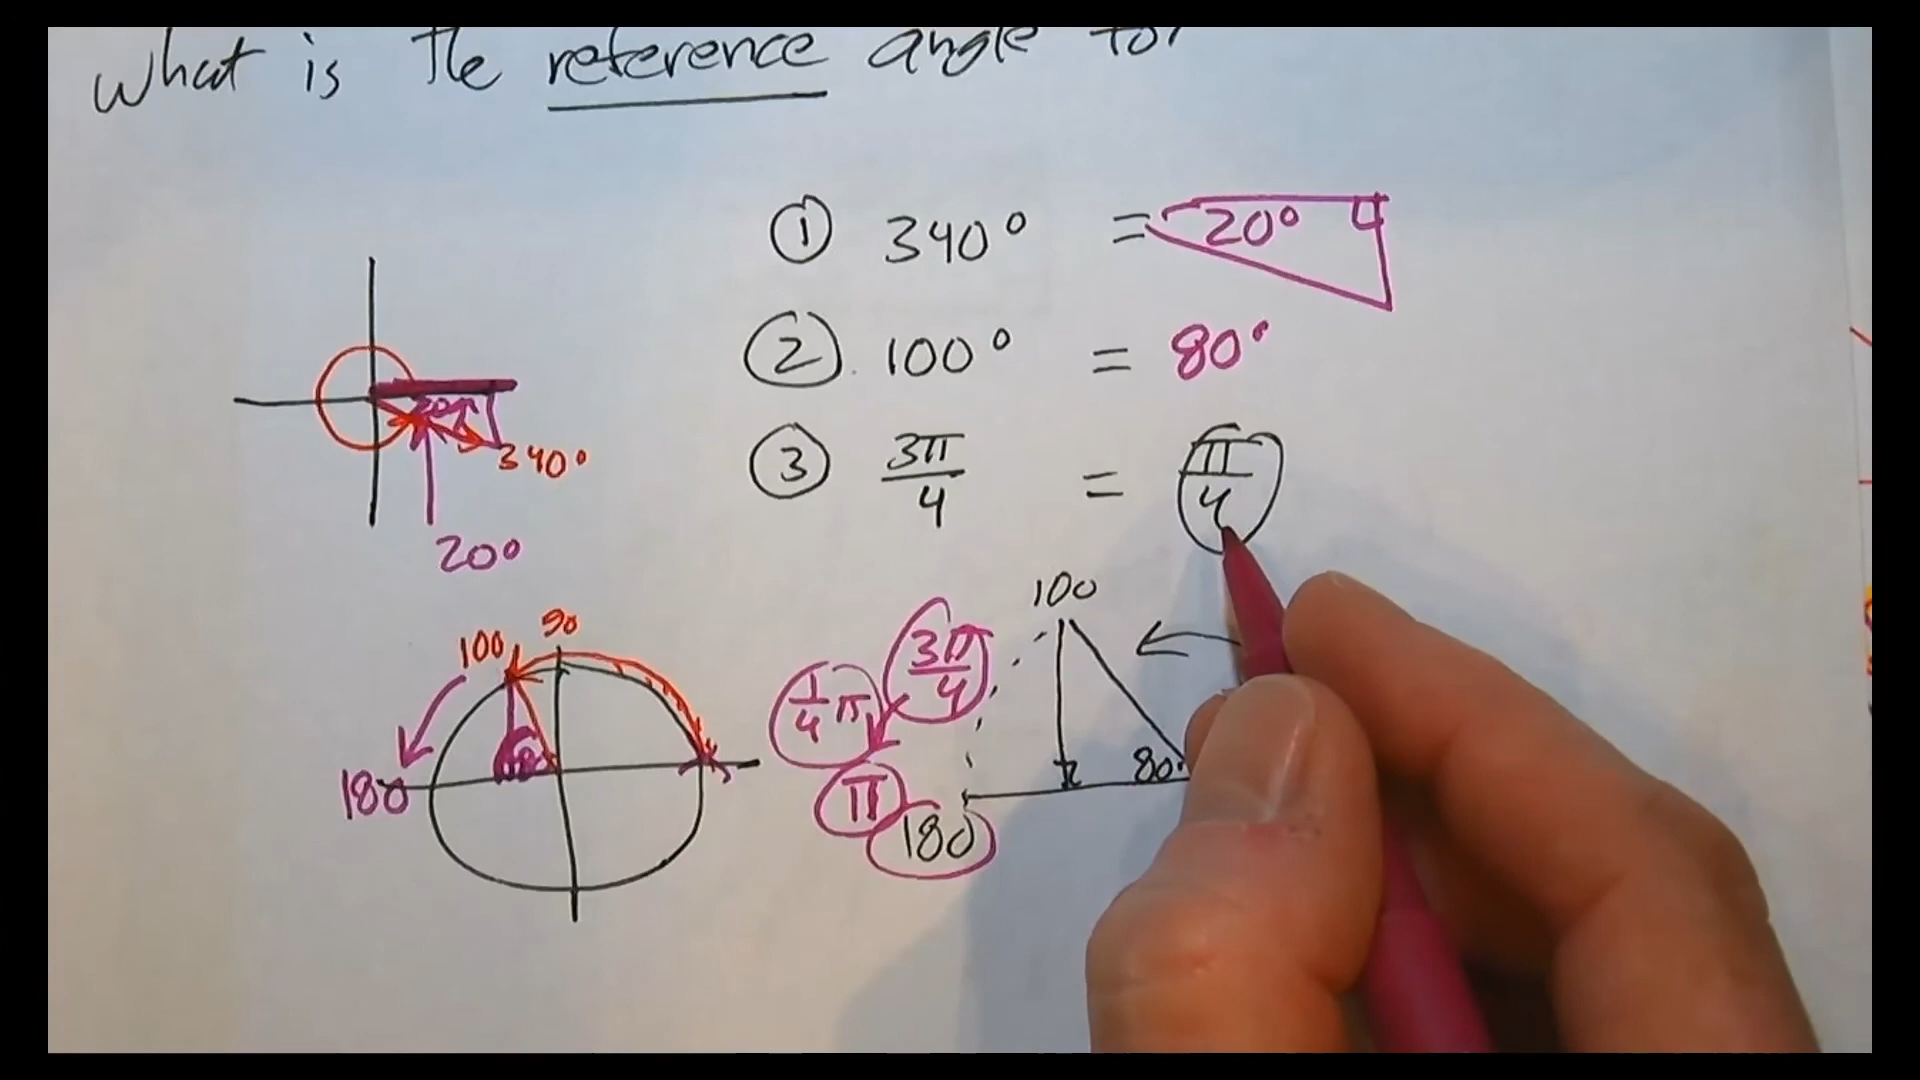 What is the reference angle for
① 340° = 20°
② 100° = 80°
③ 3π/4 = π/4
340°
20°
100
90
180
100
3π/4
1/4 π
π
180
80